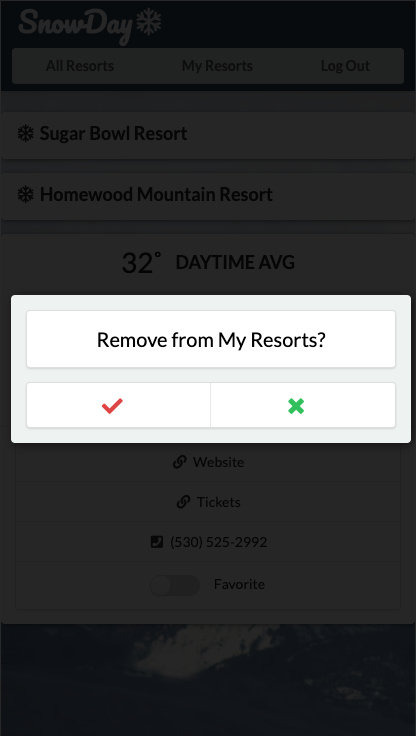 SnowDay
All Resorts My Resorts Log Out
Sugar Bowl Resort
Homewood Mountain Resort
32° DAYTIME AVG
Remove from My Resorts?
Website
Tickets
(530) 525-2992
Favorite